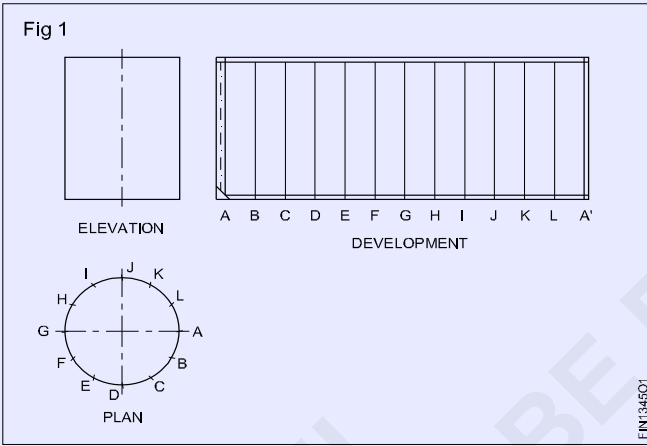 Fig 1
ELEVATION
A B C D E F G H I J K L A'
DEVELOPMENT
J
I K
H L
G A
F B
E C
D
PLAN
FIN1345O1